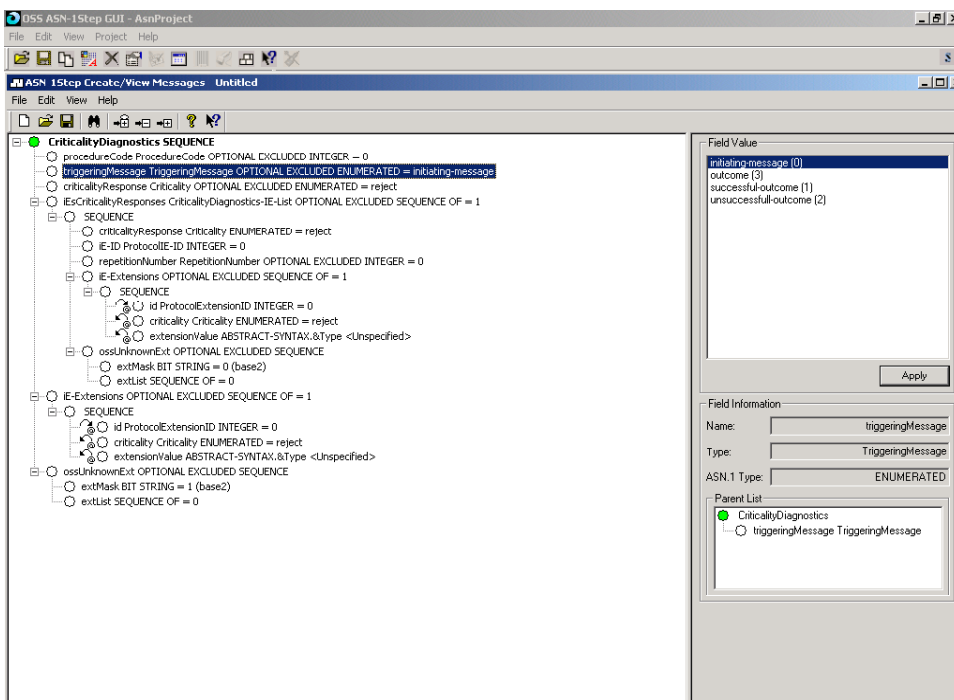 OSS ASN-1Step GUI - AsnProject
File Edit View Project Help
S
ASN 1Step Create/View Messages Untitled
File Edit View Help
CriticalityDiagnostics SEQUENCE
procedureCode ProcedureCode OPTIONAL EXCLUDED INTEGER = 0
triggeringMessage TriggeringMessage OPTIONAL EXCLUDED ENUMERATED = initiating-message
criticalityResponse Criticality OPTIONAL EXCLUDED ENUMERATED = reject
iEsCriticalityResponses CriticalityDiagnostics-IE-List OPTIONAL EXCLUDED SEQUENCE OF = 1
SEQUENCE
criticalityResponse Criticality ENUMERATED = reject
iE-ID ProtocolIE-ID INTEGER = 0
repetitionNumber RepetitionNumber OPTIONAL EXCLUDED INTEGER = 0
iE-Extensions OPTIONAL EXCLUDED SEQUENCE OF = 1
SEQUENCE
id ProtocolExtensionID INTEGER = 0
criticality Criticality ENUMERATED = reject
extensionValue ABSTRACT-SYNTAX.&Type <Unspecified>
ossUnknownExt OPTIONAL EXCLUDED SEQUENCE
extMask BIT STRING = 0 (base2)
extList SEQUENCE OF = 0
iE-Extensions OPTIONAL EXCLUDED SEQUENCE OF = 1
SEQUENCE
id ProtocolExtensionID INTEGER = 0
criticality Criticality ENUMERATED = reject
extensionValue ABSTRACT-SYNTAX.&Type <Unspecified>
ossUnknownExt OPTIONAL EXCLUDED SEQUENCE
extMask BIT STRING = 1 (base2)
extList SEQUENCE OF = 0
Field Value
initiating-message (0)
outcome (3)
successful-outcome (1)
unsuccessfull-outcome (2)
Apply
Field Information
Name: triggeringMessage
Type: TriggeringMessage
ASN.1 Type: ENUMERATED
Parent List
CriticalityDiagnostics
triggeringMessage TriggeringMessage